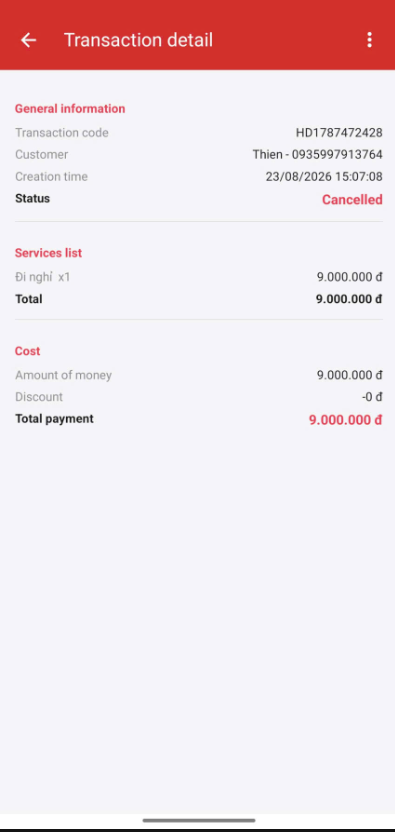 Transaction detail
General information
Transaction code HD1787472428
Customer Thien - 0935997913764
Creation time 23/08/2026 15:07:08
Status Cancelled
Services list
Đi nghỉ x1 9.000.000 đ
Total 9.000.000 đ
Cost
Amount of money 9.000.000 đ
Discount -0 đ
Total payment 9.000.000 đ